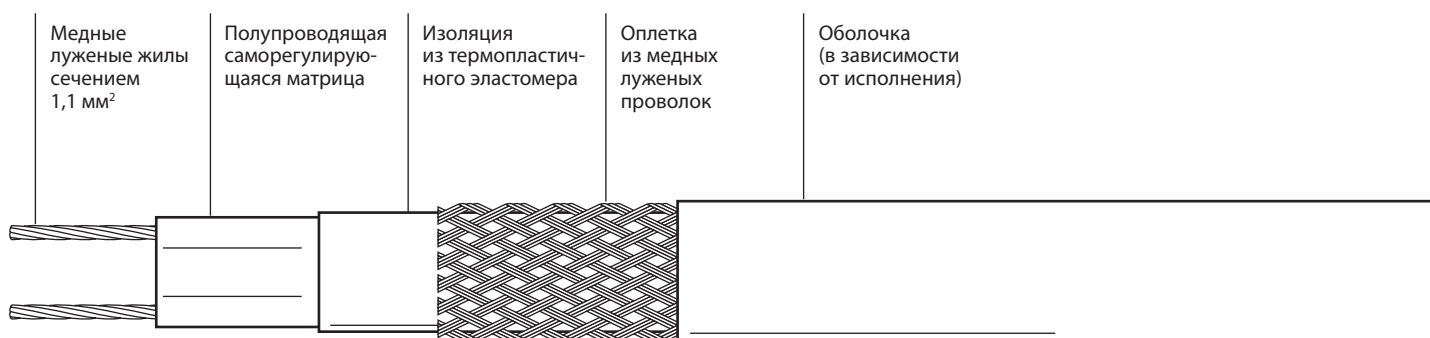 Медные
луженые жилы
сечением
1,1 мм²
Полупроводящая
саморегулирую-
щаяся матрица
Изоляция
из термопластич-
ного эластомера
Оплетка
из медных
луженых
проволок
Оболочка
(в зависимости
от исполнения)